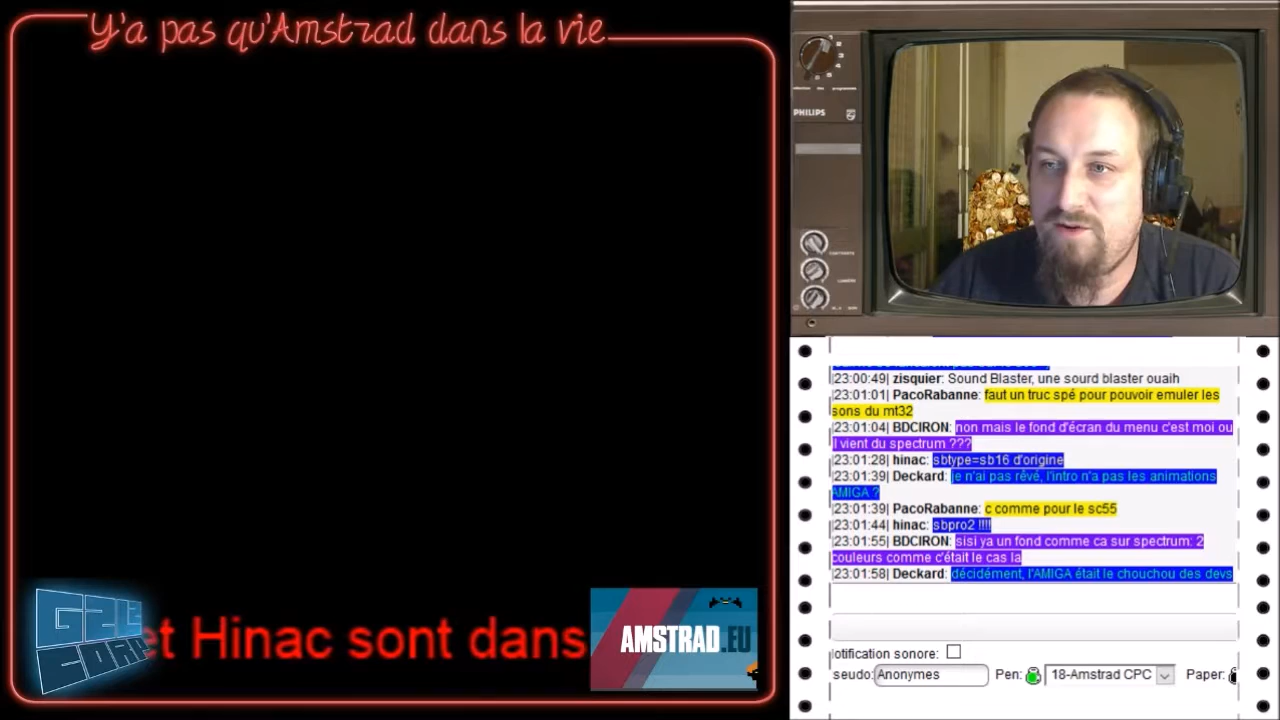 Y'a pas qu'Amstrad dans la vie
PHILIPS
|23:00:49| zisquier: Sound Blaster, une sourd blaster ouaih
|23:01:01| PacoRabanne: faut un truc spé pour pouvoir emuler les
sons du mt32
|23:01:04| BDCIRON: non mais le fond d'écran du menu c'est moi ou
il vient du spectrum ???
|23:01:28| hinac: sbtype=sb16 d'origine
|23:01:39| Deckard: je n'ai pas rêvé, l'intro n'a pas les animations
AMIGA ?
|23:01:39| PacoRabanne: c comme pour le sc55
|23:01:44| hinac: sbpro2 !!!!
|23:01:55| BDCIRON: sisi ya un fond comme ca sur spectrum: 2
couleurs comme c'était le cas la
|23:01:58| Deckard: décidément, l'AMIGA était le chouchou des devs
otification sonore:
seudo: Anonymes Pen: 18-Amstrad CPC Paper:
et Hinac sont dans
AMSTRAD.EU